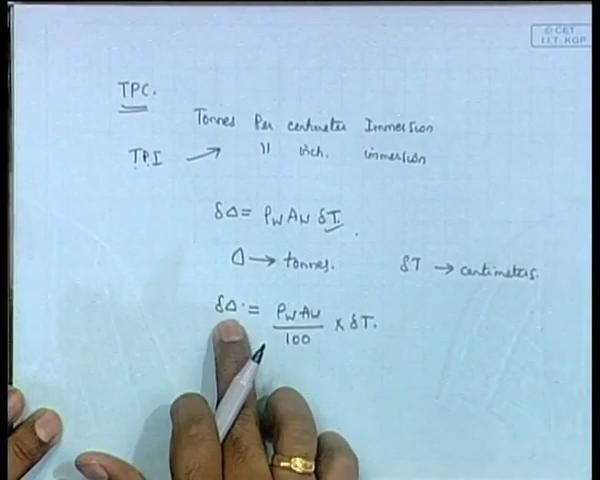 © CET
I.I.T. KGP
TPC.
Tonnes Per centimeter Immersion
TPI → " inch. immersion
δΔ = ρw Aw δT.
Δ → tonnes. δT → centimeters.
δΔ = ρw Aw / 100 x δT.